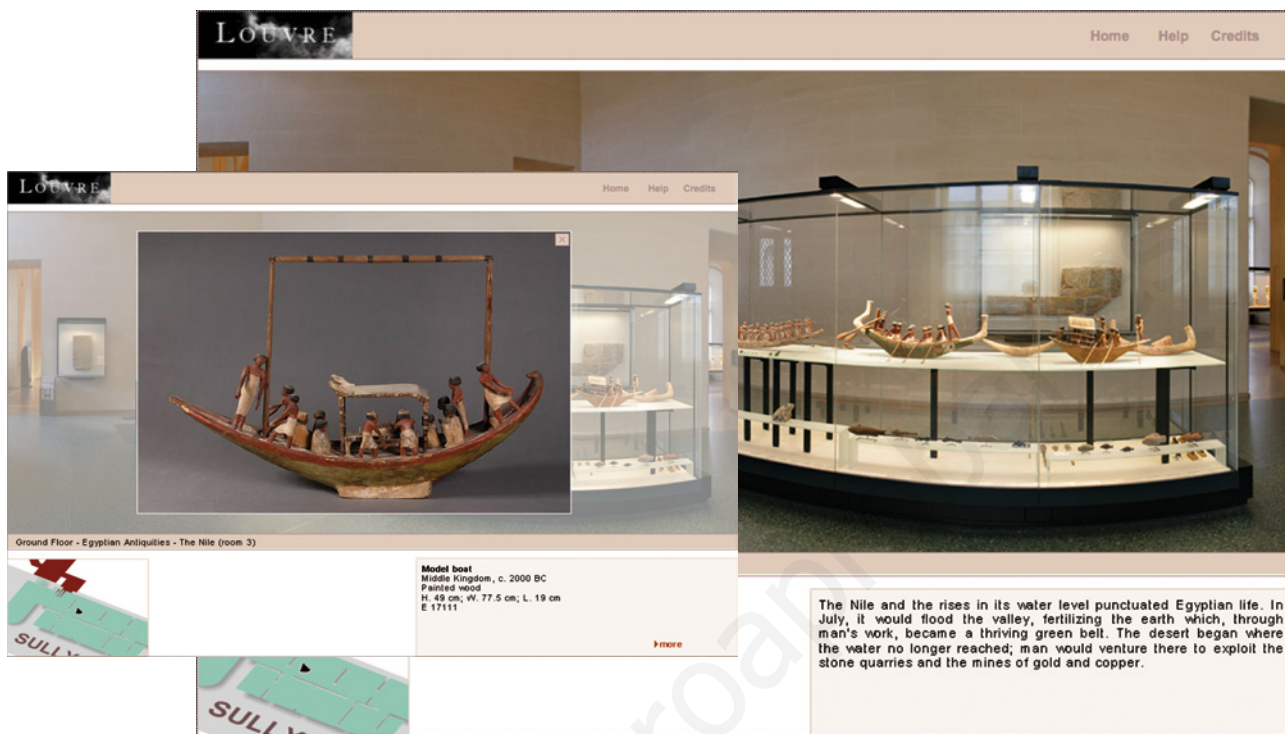 LOUVRE
Home Help Credits
LOUVRE
Home Help Credits
Ground Floor - Egyptian Antiquities - The Nile (room 3)
Model boat
Middle Kingdom, c. 2000 BC
Painted wood
H. 49 cm; W. 77.5 cm; L. 19 cm
E 17111
more
SULLY
The Nile and the rises in its water level punctuated Egyptian life. In
July, it would flood the valley, fertilizing the earth which, through
man's work, became a thriving green belt. The desert began where
the water no longer reached; man would venture there to exploit the
stone quarries and the mines of gold and copper.
SULLY